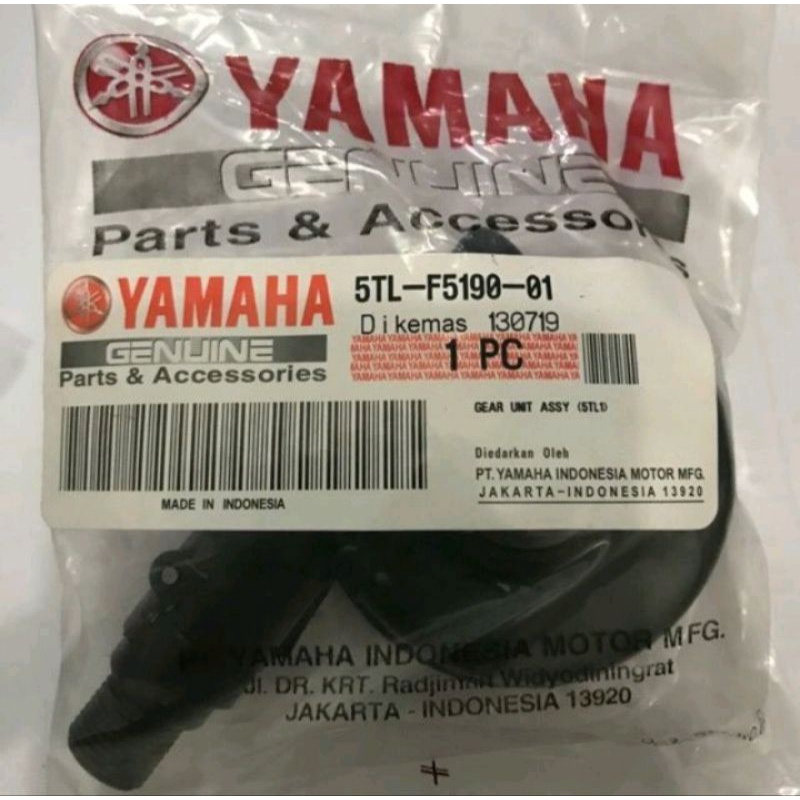 YAMAHA
GENUINE
Parts & Accessories
YAMAHA
GENUINE
Parts & Accessories
5TL-F5190-01
Dikemas 130719
1 PC
GEAR UNIT ASSY (5TL1)
Diedarkan Oleh
PT. YAMAHA INDONESIA MOTOR MFG.
JAKARTA-INDONESIA 13920
MADE IN INDONESIA
YAMAHA INDONESIA MOTOR MFG.
Jl. DR. KRT. Radjiman Widyodiningrat
JAKARTA - INDONESIA 13920